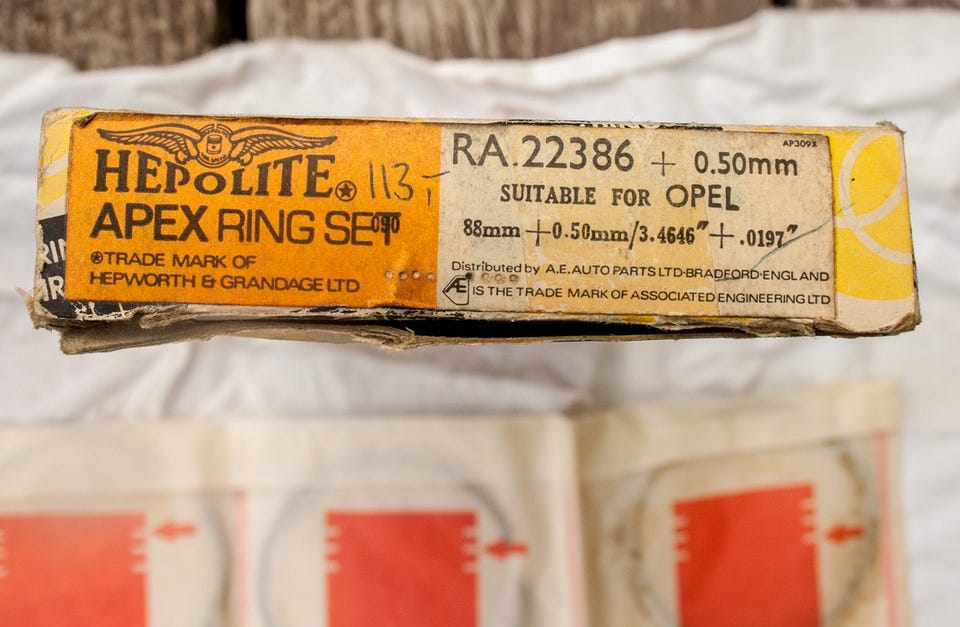 HEPOLITE
113,-
APEX RING SET
090
TRADE MARK OF
HEPWORTH & GRANDAGE LTD
AP309X
RA.22386 + 0.50mm
SUITABLE FOR OPEL
88mm + 0.50mm/3.4646" + .0197"
Distributed by A.E.AUTO PARTS LTD·BRADFORD·ENGLAND
AE IS THE TRADE MARK OF ASSOCIATED ENGINEERING LTD